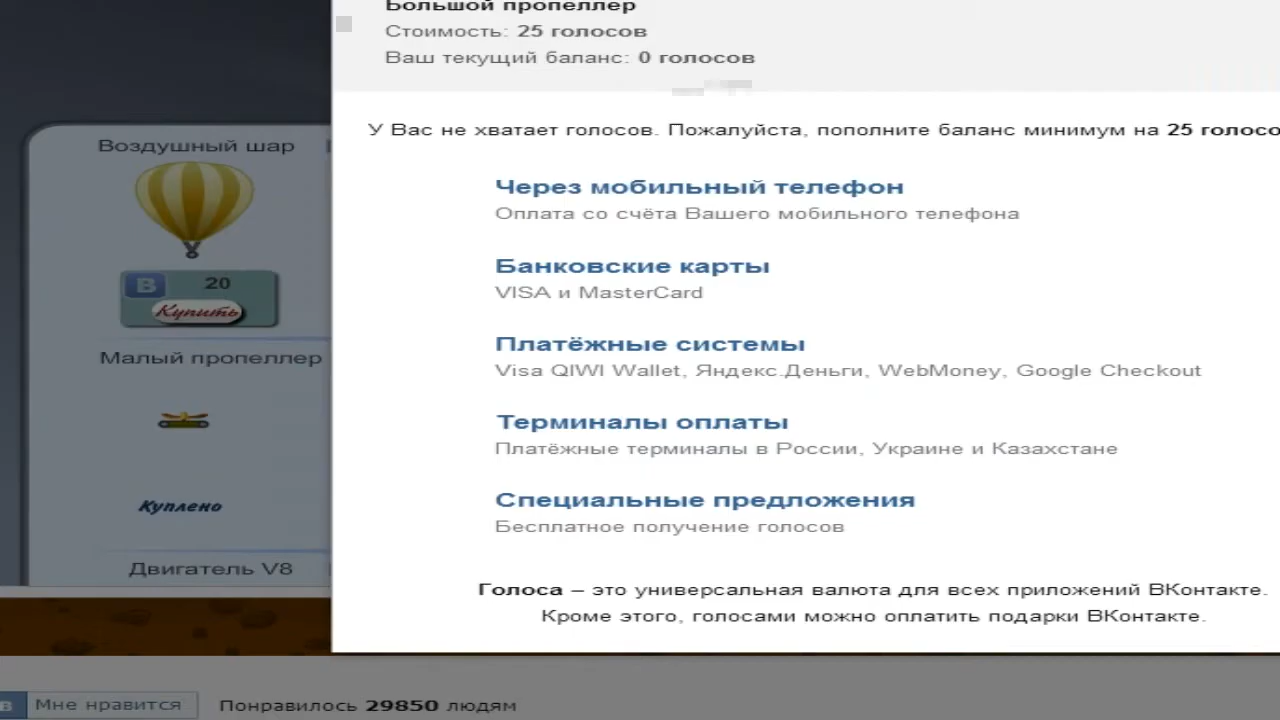 Большой пропеллер
Стоимость: 25 голосов
Ваш текущий баланс: 0 голосов
У Вас не хватает голосов. Пожалуйста, пополните баланс минимум на 25 голосо
Через мобильный телефон
Оплата со счёта Вашего мобильного телефона
Банковские карты
VISA и MasterCard
Платёжные системы
Visa QIWI Wallet, Яндекс.Деньги, WebMoney, Google Checkout
Терминалы оплаты
Платёжные терминалы в России, Украине и Казахстане
Специальные предложения
Бесплатное получение голосов
Голоса – это универсальная валюта для всех приложений ВКонтакте.
Кроме этого, голосами можно оплатить подарки ВКонтакте.
Воздушный шар
В 20
Купить
Малый пропеллер
Куплено
Двигатель V8
В Мне нравится Понравилось 29850 людям